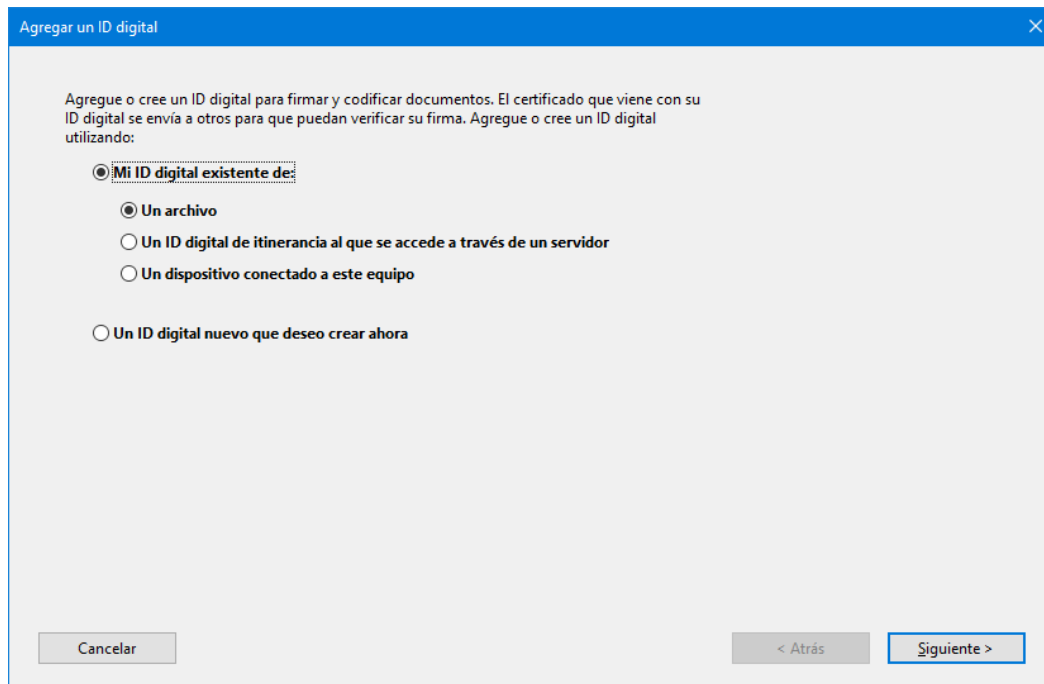 Agregar un ID digital
Agregue o cree un ID digital para firmar y codificar documentos. El certificado que viene con su
ID digital se envía a otros para que puedan verificar su firma. Agregue o cree un ID digital
utilizando:
Mi ID digital existente de:
Un archivo
Un ID digital de itinerancia al que se accede a través de un servidor
Un dispositivo conectado a este equipo
Un ID digital nuevo que deseo crear ahora
Cancelar
< Atrás
Siguiente >